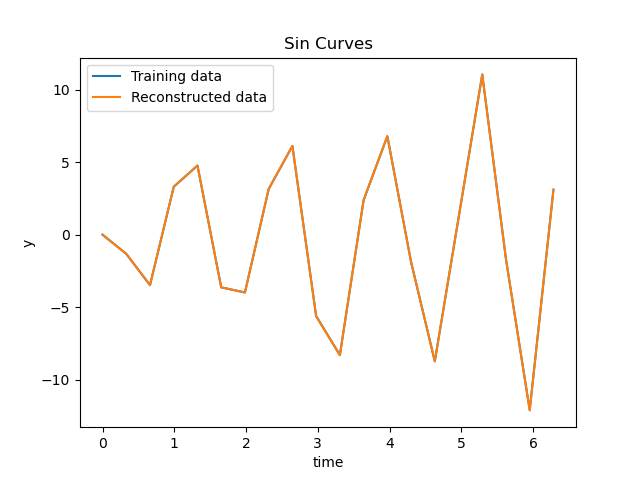 Sin Curves
Training data
Reconstructed data
10
5
0
−5
−10
y
0 1 2 3 4 5 6
time